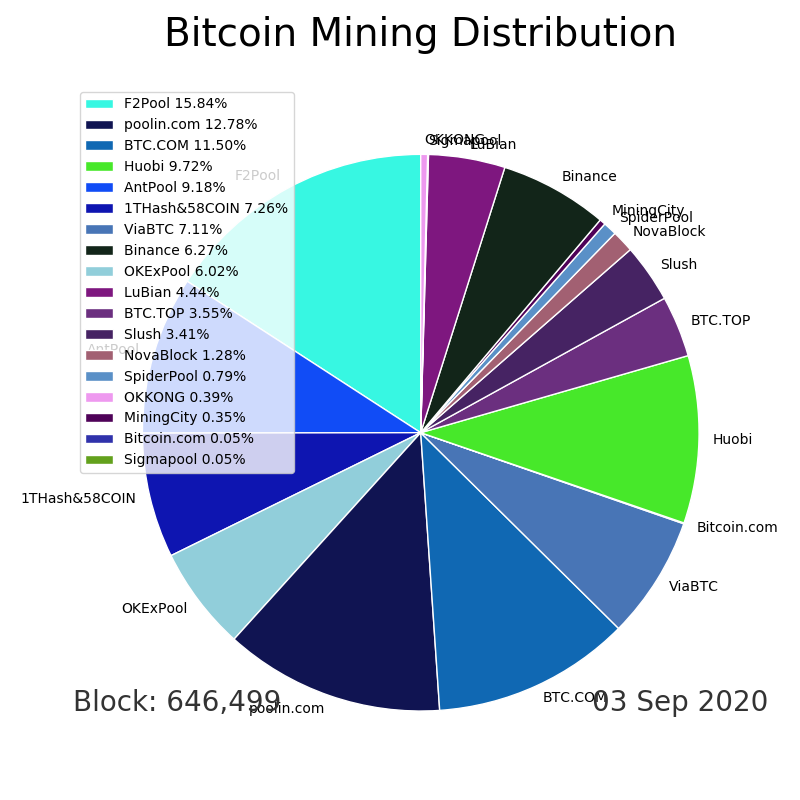 Bitcoin Mining Distribution
F2Pool 15.84%
poolin.com 12.78%
BTC.COM 11.50%
Huobi 9.72%
AntPool 9.18%
1THash&58COIN 7.26%
ViaBTC 7.11%
Binance 6.27%
OKExPool 6.02%
LuBian 4.44%
BTC.TOP 3.55%
Slush 3.41%
NovaBlock 1.28%
SpiderPool 0.79%
OKKONG 0.39%
MiningCity 0.35%
Bitcoin.com 0.05%
Sigmapool 0.05%
OKKONG
Sigmapool
LuBian
Binance
F2Pool
MiningCity
SpiderPool
NovaBlock
Slush
BTC.TOP
AntPool
Huobi
1THash&58COIN
Bitcoin.com
ViaBTC
OKExPool
BTC.COM
poolin.com
Block: 646,499
03 Sep 2020